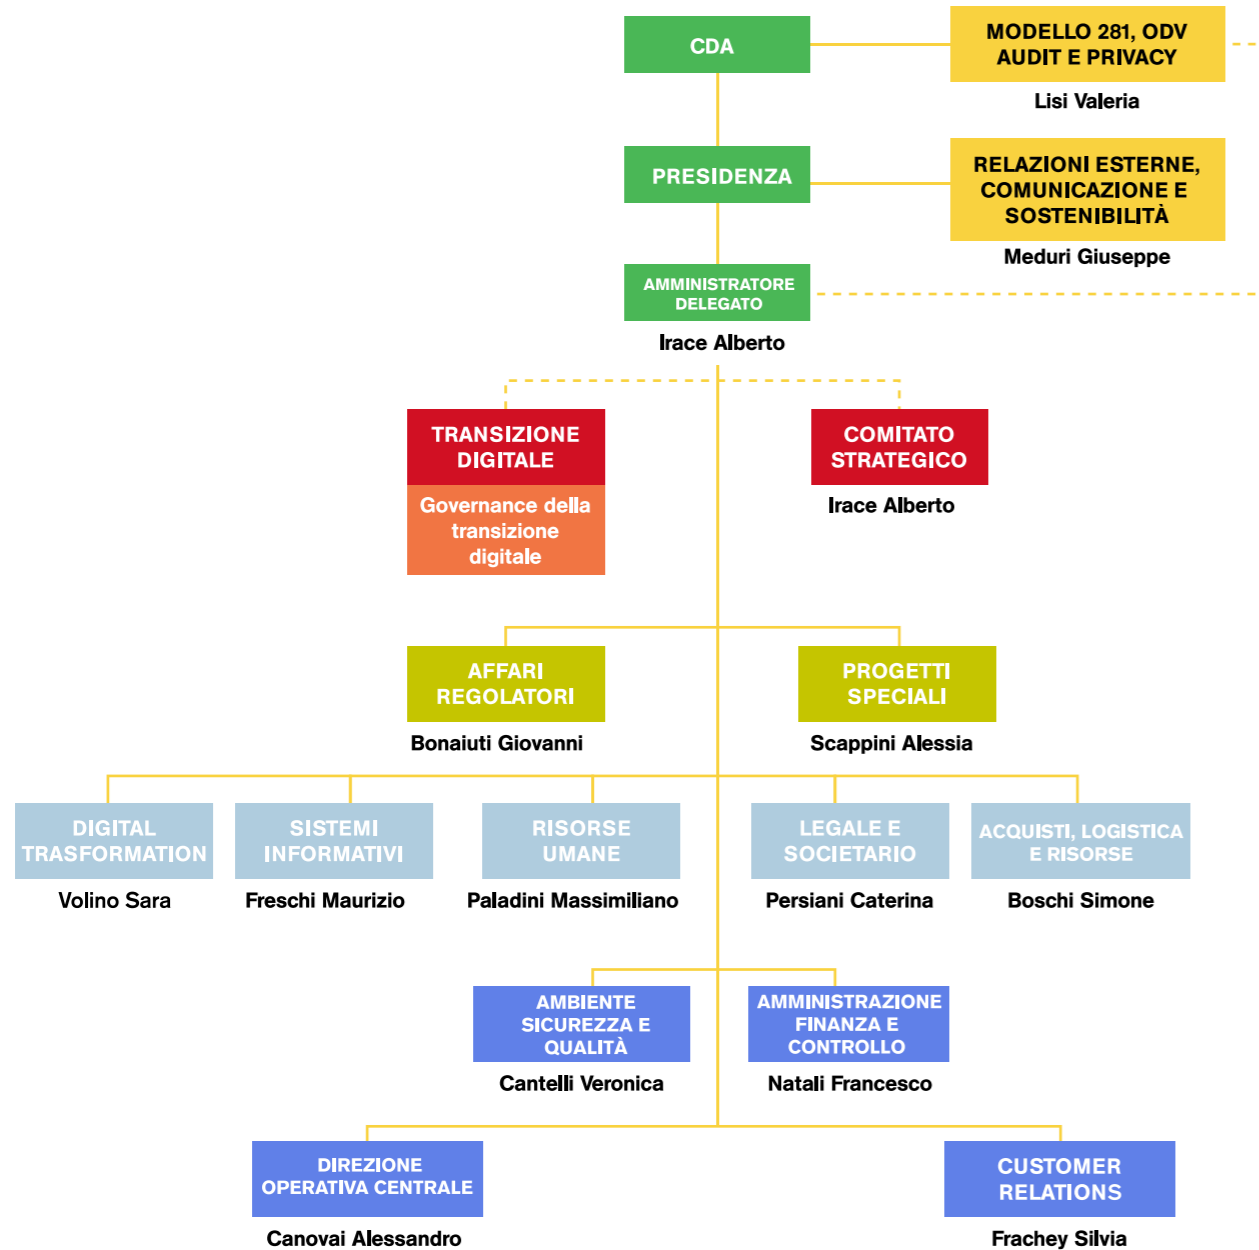 CDA
MODELLO 281, ODV
AUDIT E PRIVACY
Lisi Valeria
PRESIDENZA
RELAZIONI ESTERNE,
COMUNICAZIONE E
SOSTENIBILITÀ
Meduri Giuseppe
AMMINISTRATORE
DELEGATO
Irace Alberto
TRANSIZIONE
DIGITALE
Governance della
transizione
digitale
COMITATO
STRATEGICO
Irace Alberto
AFFARI
REGOLATORI
Bonaiuti Giovanni
PROGETTI
SPECIALI
Scappini Alessia
DIGITAL
TRASFORMATION
Volino Sara
SISTEMI
INFORMATIVI
Freschi Maurizio
RISORSE
UMANE
Paladini Massimiliano
LEGALE E
SOCIETARIO
Persiani Caterina
ACQUISTI, LOGISTICA
E RISORSE
Boschi Simone
AMBIENTE
SICUREZZA E
QUALITÀ
Cantelli Veronica
AMMINISTRAZIONE
FINANZA E
CONTROLLO
Natali Francesco
DIREZIONE
OPERATIVA CENTRALE
Canovai Alessandro
CUSTOMER
RELATIONS
Frachey Silvia